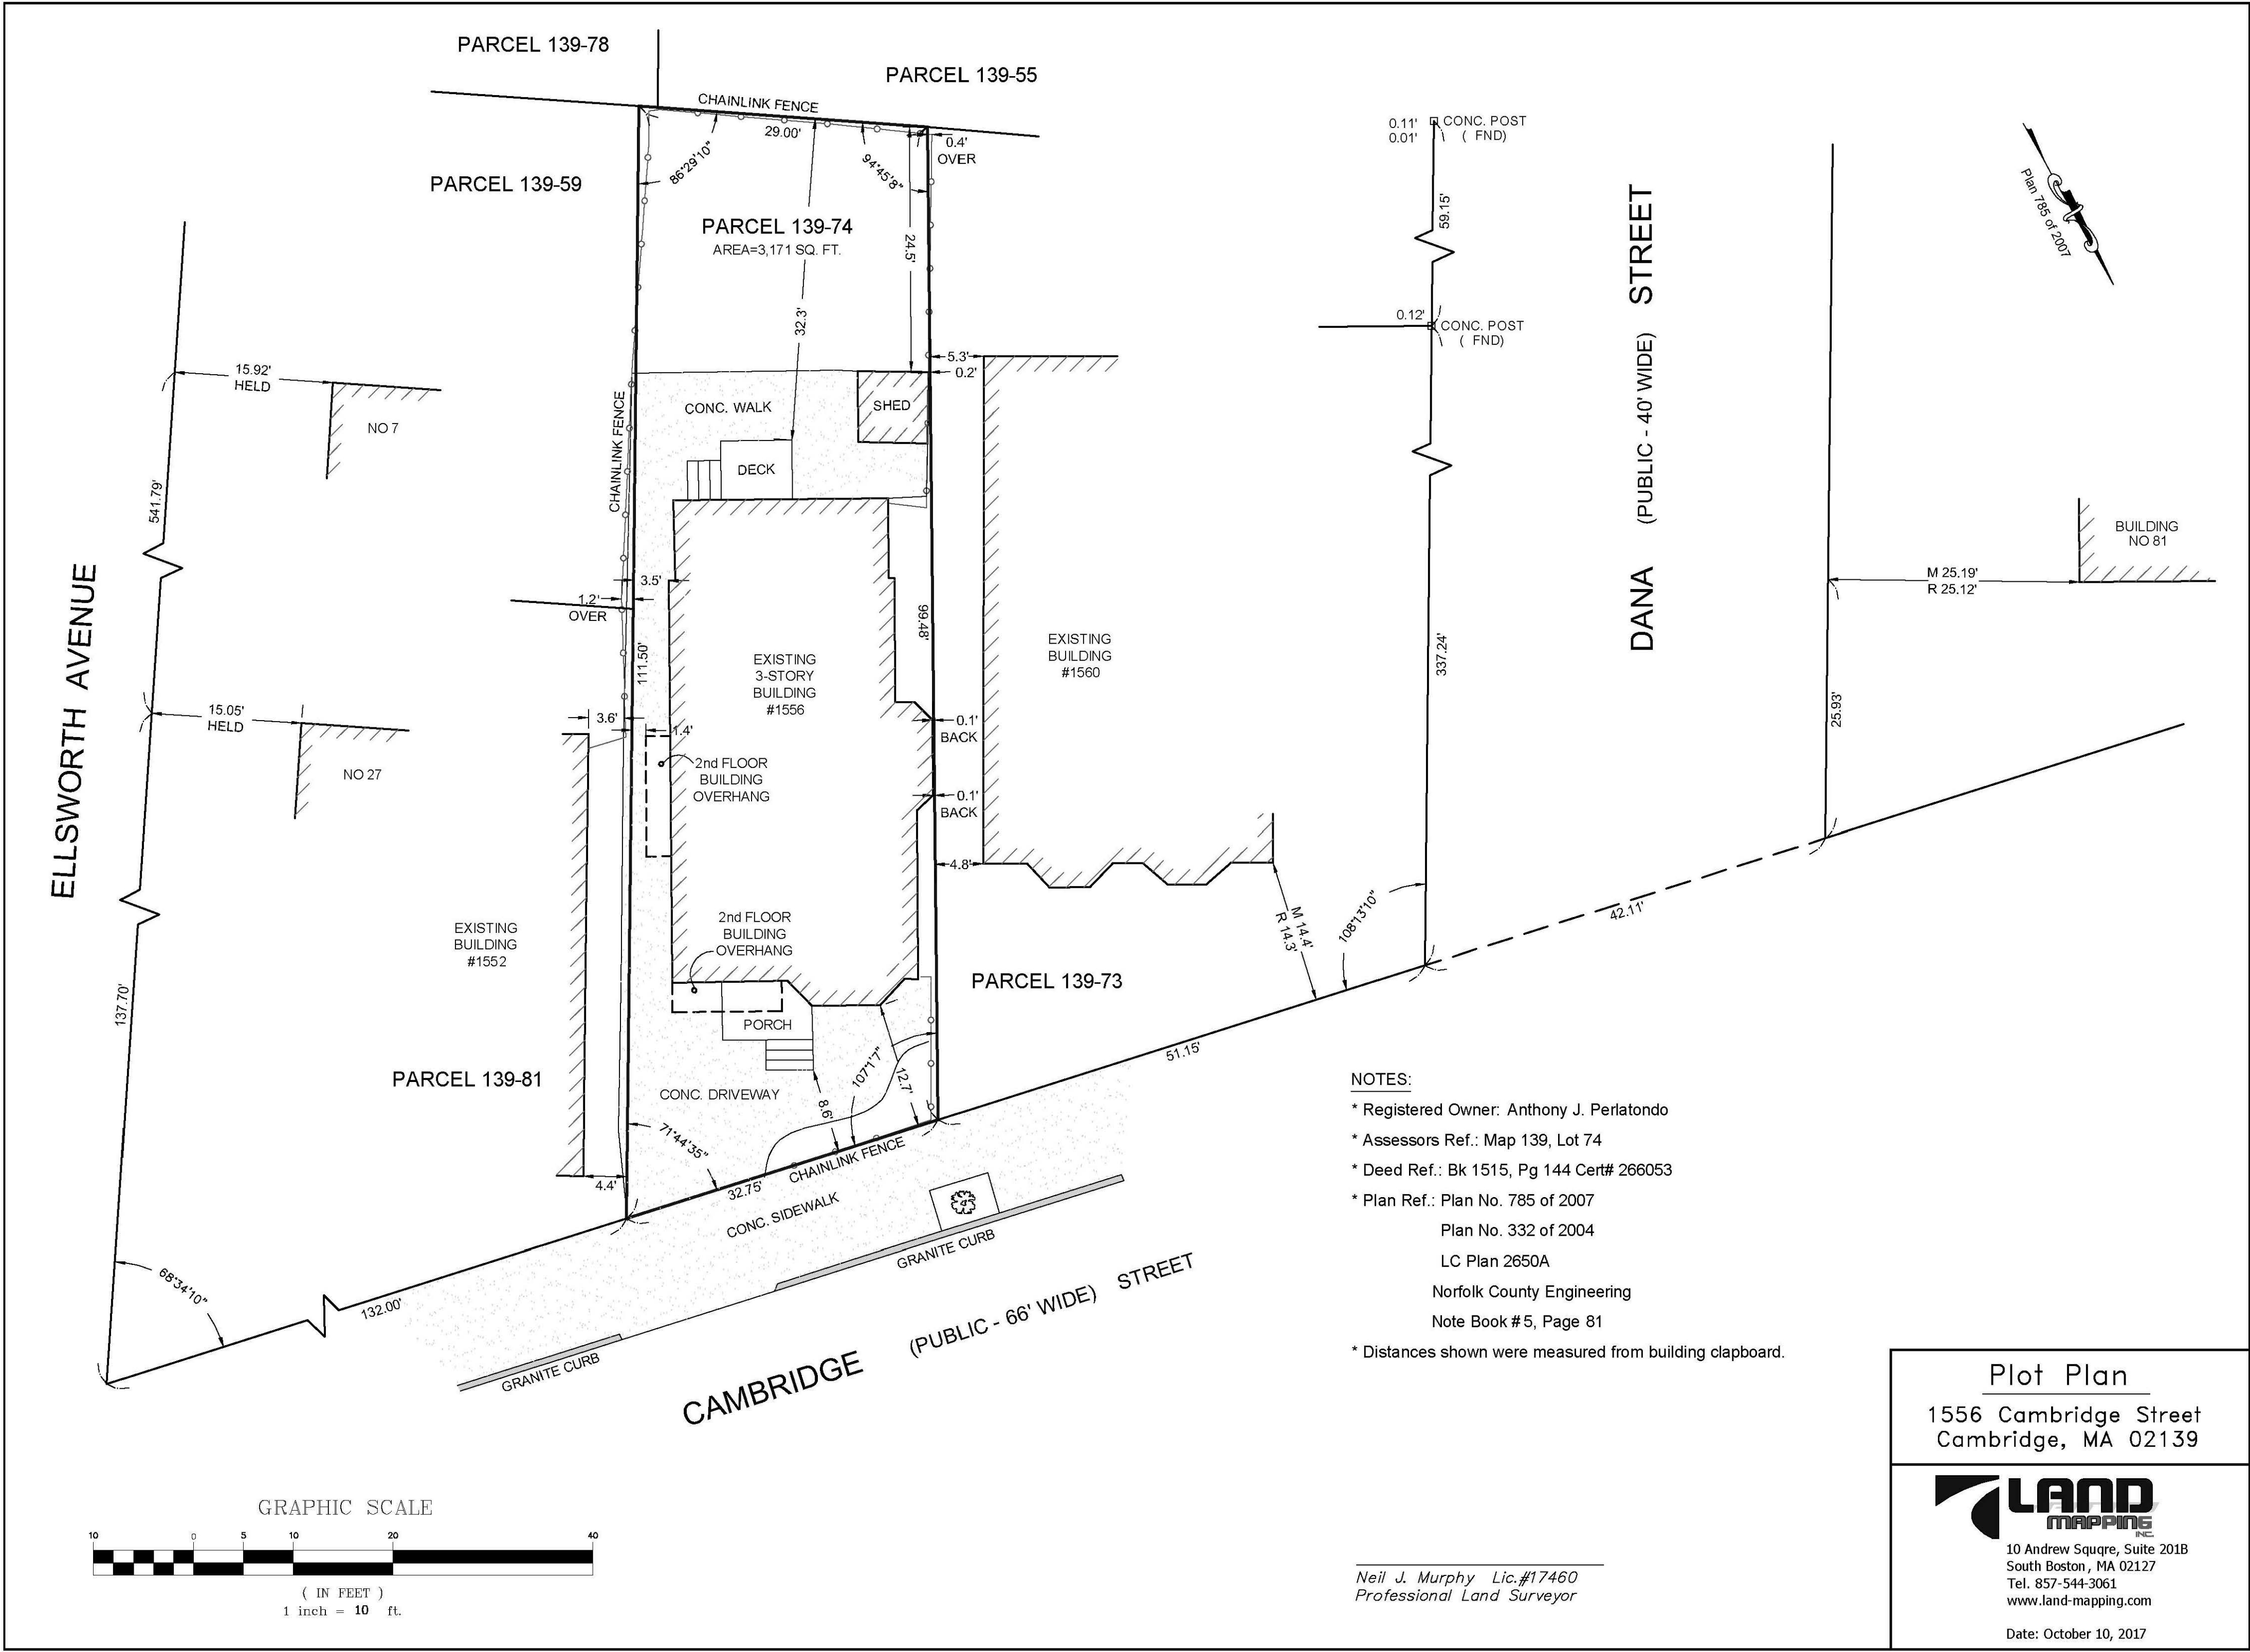 PARCEL 139-78
PARCEL 139-55
CHAINLINK FENCE
29.00'
0.4'
OVER
86°29'10"
94°45'8"
PARCEL 139-59
PARCEL 139-74
AREA=3,171 SQ. FT.
24.5'
32.3'
0.11'
0.01'
CONC. POST
( FND)
59.15'
0.12'
CONC. POST
( FND)
DANA (PUBLIC - 40' WIDE) STREET
Plan 785 of 2007
15.92'
HELD
NO 7
541.79'
CHAINLINK FENCE
CONC. WALK
SHED
5.3'
0.2'
DECK
BUILDING
NO 81
M 25.19'
R 25.12'
ELLSWORTH AVENUE
3.5'
1.2'
OVER
111.50'
99.48'
EXISTING
3-STORY
BUILDING
#1556
EXISTING
BUILDING
#1560
337.24'
25.93'
15.05'
HELD
NO 27
3.6'
1.4'
0.1'
BACK
2nd FLOOR
BUILDING
OVERHANG
0.1'
BACK
4.8'
2nd FLOOR
BUILDING
OVERHANG
EXISTING
BUILDING
#1552
137.70'
M 14.4'
R 14.3'
108°13'10"
42.11'
PARCEL 139-73
PORCH
51.15'
PARCEL 139-81
CONC. DRIVEWAY
107°1'7"
12.7'
8.6'
71°44'35"
4.4'
32.75'
CHAINLINK FENCE
CONC. SIDEWALK
GRANITE CURB
68°34'10"
132.00'
GRANITE CURB
CAMBRIDGE (PUBLIC - 66' WIDE) STREET
NOTES:
* Registered Owner: Anthony J. Perlatondo
* Assessors Ref.: Map 139, Lot 74
* Deed Ref.: Bk 1515, Pg 144 Cert# 266053
* Plan Ref.: Plan No. 785 of 2007
Plan No. 332 of 2004
LC Plan 2650A
Norfolk County Engineering
Note Book #5, Page 81
* Distances shown were measured from building clapboard.
GRAPHIC SCALE
10 0 5 10 20 40
( IN FEET )
1 inch = 10 ft.
Neil J. Murphy Lic.#17460
Professional Land Surveyor
Plot Plan
1556 Cambridge Street
Cambridge, MA 02139
LAND
MAPPING
INC.
10 Andrew Squqre, Suite 201B
South Boston, MA 02127
Tel. 857-544-3061
www.land-mapping.com
Date: October 10, 2017